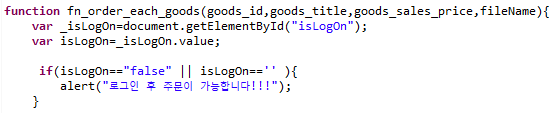 function fn_order_each_goods(goods_id,goods_title,goods_sales_price,fileName){
var _isLogOn=document.getElementById("isLogOn");
var isLogOn=_isLogOn.value;
if(isLogOn=="false" || isLogOn=='' ){
alert("로그인 후 주문이 가능합니다!!!");
}